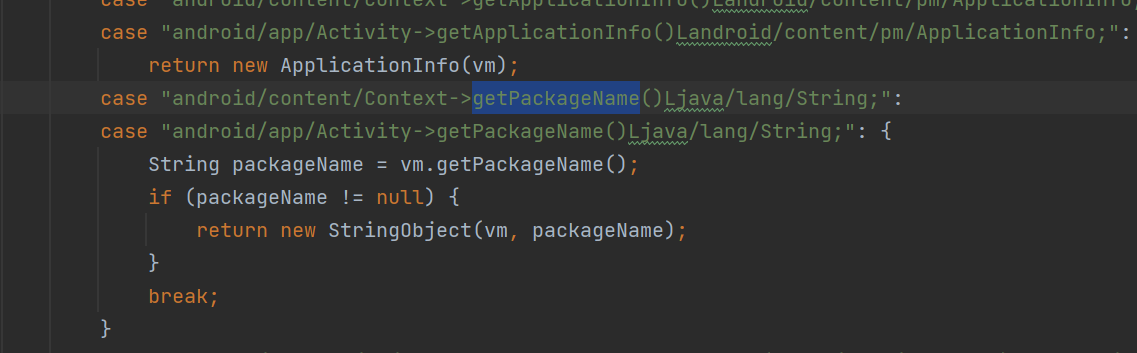 case "android/content/Context->getApplicationInfo()Landroid/content/pm/ApplicationInfo;
case "android/app/Activity->getApplicationInfo()Landroid/content/pm/ApplicationInfo;":
return new ApplicationInfo(vm);
case "android/content/Context->getPackageName()Ljava/lang/String;":
case "android/app/Activity->getPackageName()Ljava/lang/String;": {
String packageName = vm.getPackageName();
if (packageName != null) {
return new StringObject(vm, packageName);
}
break;
}